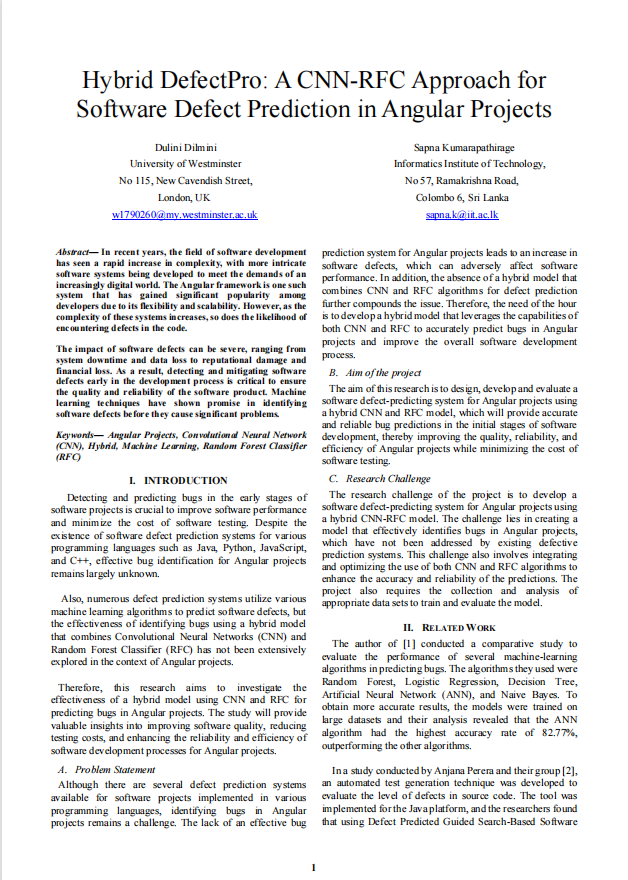 Hybrid DefectPro: A CNN-RFC Approach for
Software Defect Prediction in Angular Projects
Dulini Dilmini
University of Westminster
No 115, New Cavendish Street,
London, UK
w1790260@my.westminster.ac.uk
Sapna Kumarapathirage
Informatics Institute of Technology,
No 57, Ramakrishna Road,
Colombo 6, Sri Lanka
sapna.k@iit.ac.lk
Abstract— In recent years, the field of software development
has seen a rapid increase in complexity, with more intricate
software systems being developed to meet the demands of an
increasingly digital world. The Angular framework is one such
system that has gained significant popularity among
developers due to its flexibility and scalability. However, as the
complexity of these systems increases, so does the likelihood of
encountering defects in the code.
The impact of software defects can be severe, ranging from
system downtime and data loss to reputational damage and
financial loss. As a result, detecting and mitigating software
defects early in the development process is critical to ensure
the quality and reliability of the software product. Machine
learning techniques have shown promise in identifying
software defects before they cause significant problems.
Keywords— Angular Projects, Convolutional Neural Network
(CNN), Hybrid, Machine Learning, Random Forest Classifier
(RFC)
I. INTRODUCTION
Detecting and predicting bugs in the early stages of
software projects is crucial to improve software performance
and minimize the cost of software testing. Despite the
existence of software defect prediction systems for various
programming languages such as Java, Python, JavaScript,
and C++, effective bug identification for Angular projects
remains largely unknown.
Also, numerous defect prediction systems utilize various
machine learning algorithms to predict software defects, but
the effectiveness of identifying bugs using a hybrid model
that combines Convolutional Neural Networks (CNN) and
Random Forest Classifier (RFC) has not been extensively
explored in the context of Angular projects.
Therefore, this research aims to investigate the
effectiveness of a hybrid model using CNN and RFC for
predicting bugs in Angular projects. The study will provide
valuable insights into improving software quality, reducing
testing costs, and enhancing the reliability and efficiency of
software development processes for Angular projects.
A. Problem Statement
Although there are several defect prediction systems
available for software projects implemented in various
programming languages, identifying bugs in Angular
projects remains a challenge. The lack of an effective bug
prediction system for Angular projects leads to an increase in
software defects, which can adversely affect software
performance. In addition, the absence of a hybrid model that
combines CNN and RFC algorithms for defect prediction
further compounds the issue. Therefore, the need of the hour
is to develop a hybrid model that leverages the capabilities of
both CNN and RFC to accurately predict bugs in Angular
projects and improve the overall software development
process.
B. Aim of the project
The aim of this research is to design, develop and evaluate a
software defect-predicting system for Angular projects using
a hybrid CNN and RFC model, which will provide accurate
and reliable bug predictions in the initial stages of software
development, thereby improving the quality, reliability, and
efficiency of Angular projects while minimizing the cost of
software testing.
C. Research Challenge
The research challenge of the project is to develop a
software defect-predicting system for Angular projects using
a hybrid CNN-RFC model. The challenge lies in creating a
model that effectively identifies bugs in Angular projects,
which have not been addressed by existing defective
prediction systems. This challenge also involves integrating
and optimizing the use of both CNN and RFC algorithms to
enhance the accuracy and reliability of the predictions. The
project also requires the collection and analysis of
appropriate data sets to train and evaluate the model.
II. RELATED WORK
The author of [1] conducted a comparative study to
evaluate the performance of several machine-learning
algorithms in predicting bugs. The algorithms they used were
Random Forest, Logistic Regression, Decision Tree,
Artificial Neural Network (ANN), and Naive Bayes. To
obtain more accurate results, the models were trained on
large datasets and their analysis revealed that the ANN
algorithm had the highest accuracy rate of 82.77%,
outperforming the other algorithms.
In a study conducted by Anjana Perera and their group [2],
an automated test generation technique was developed to
evaluate the level of defects in source code. The tool was
implemented for the Java platform, and the researchers found
that using Defect Predicted Guided Search-Based Software
1